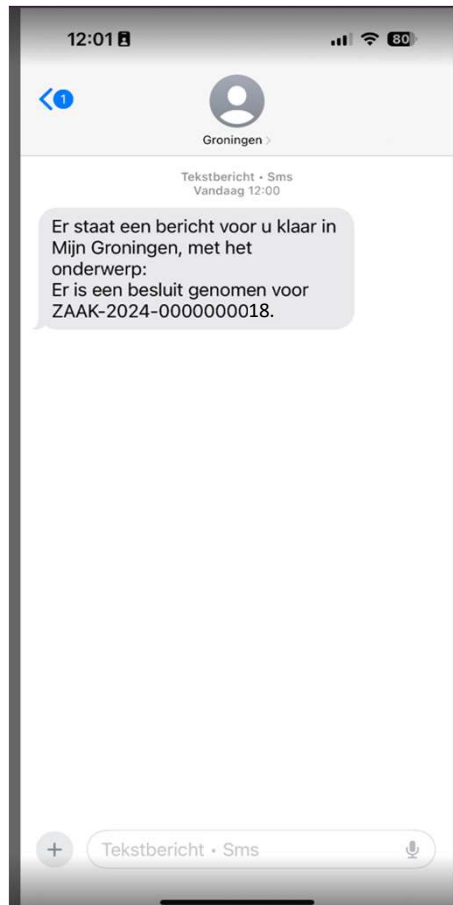 12:01
80
1
Groningen >
Tekstbericht • Sms
Vandaag 12:00
Er staat een bericht voor u klaar in
Mijn Groningen, met het
onderwerp:
Er is een besluit genomen voor
ZAAK-2024-0000000018.
Tekstbericht • Sms